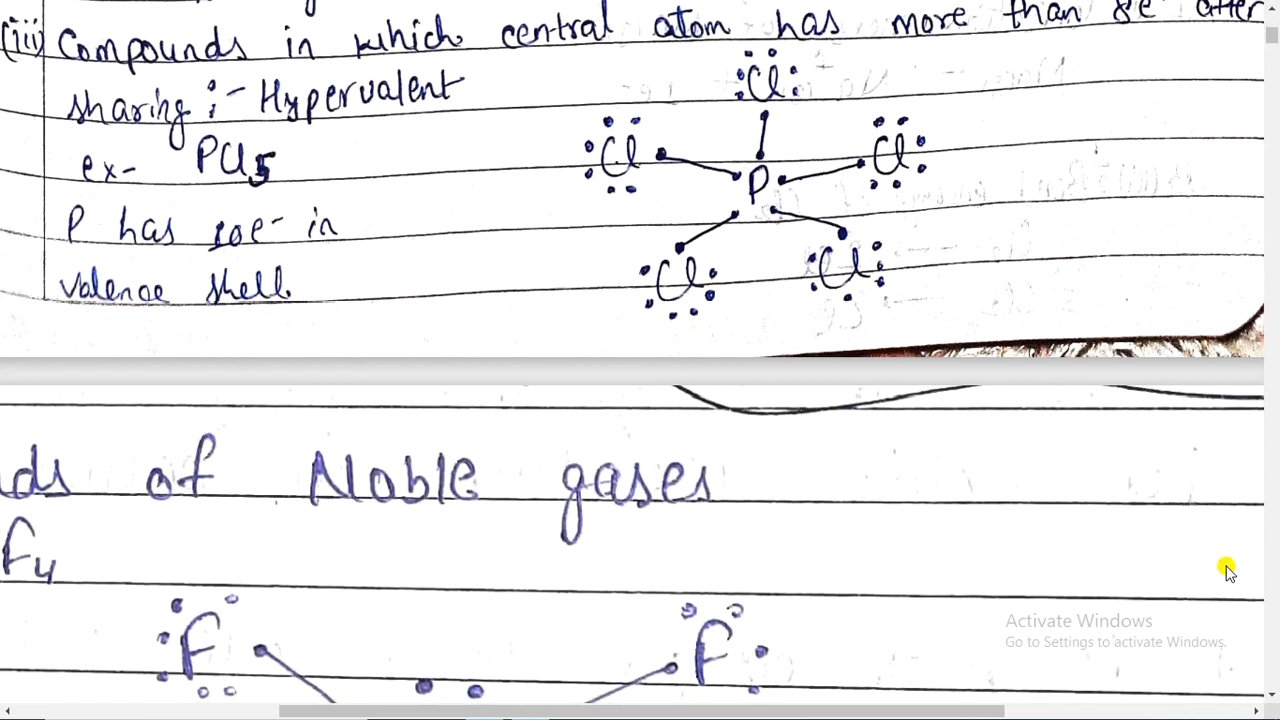 (iii) Compounds in which central atom has more than 8e after
sharing :- Hypervalent
ex- PCl5
P has 10e- in
valence shell
Cl
Cl
Cl
P
Cl
Cl
ds of Noble gases
F4
F
F
Activate Windows
Go to Settings to activate Windows.